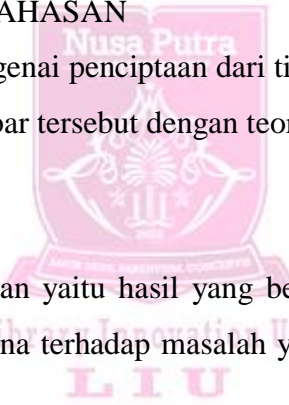 AHASAN
Nusa Putra
genai penciptaan dari ti
bar tersebut dengan teor
an yaitu hasil yang be
Library Innovation U
na terhadap masalah y
L I U